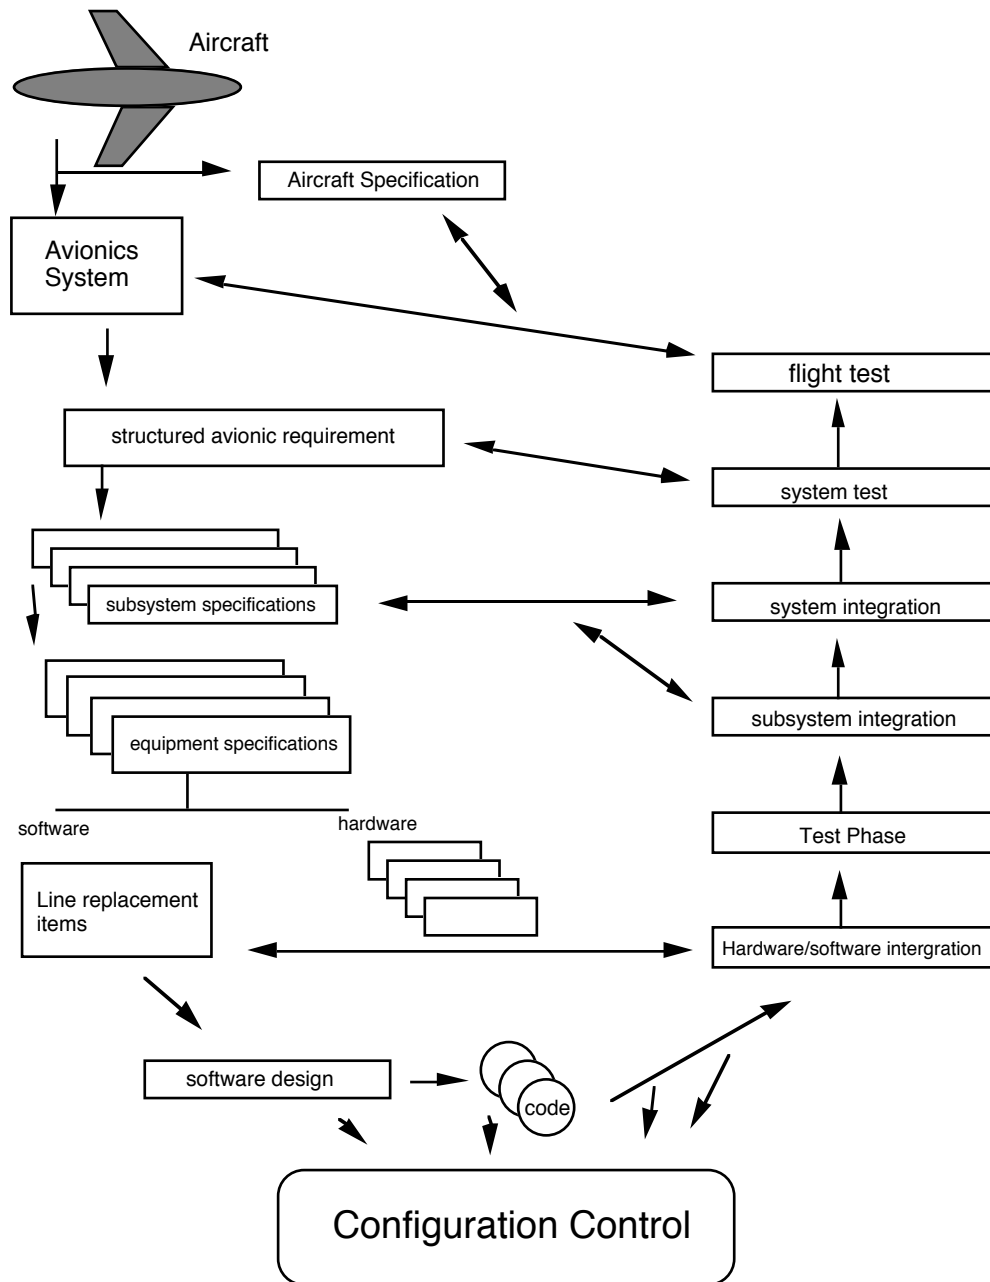 Aircraft
Aircraft Specification
Avionics
System
flight test
structured avionic requirement
system test
subsystem specifications
system integration
subsystem integration
equipment specifications
software
hardware
Test Phase
Line replacement
items
Hardware/software intergration
software design
code
Configuration Control